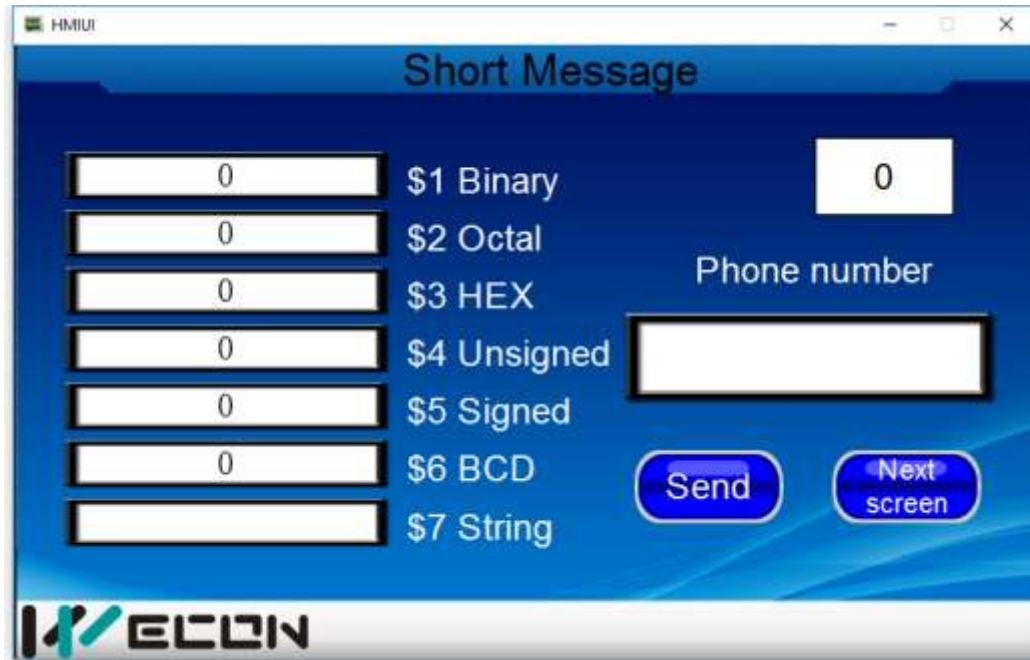 HMIUI
Short Message
0 $1 Binary
0 $2 Octal
0 $3 HEX
0 $4 Unsigned
0 $5 Signed
0 $6 BCD
$7 String
0
Phone number
Send
Next
screen
WECON